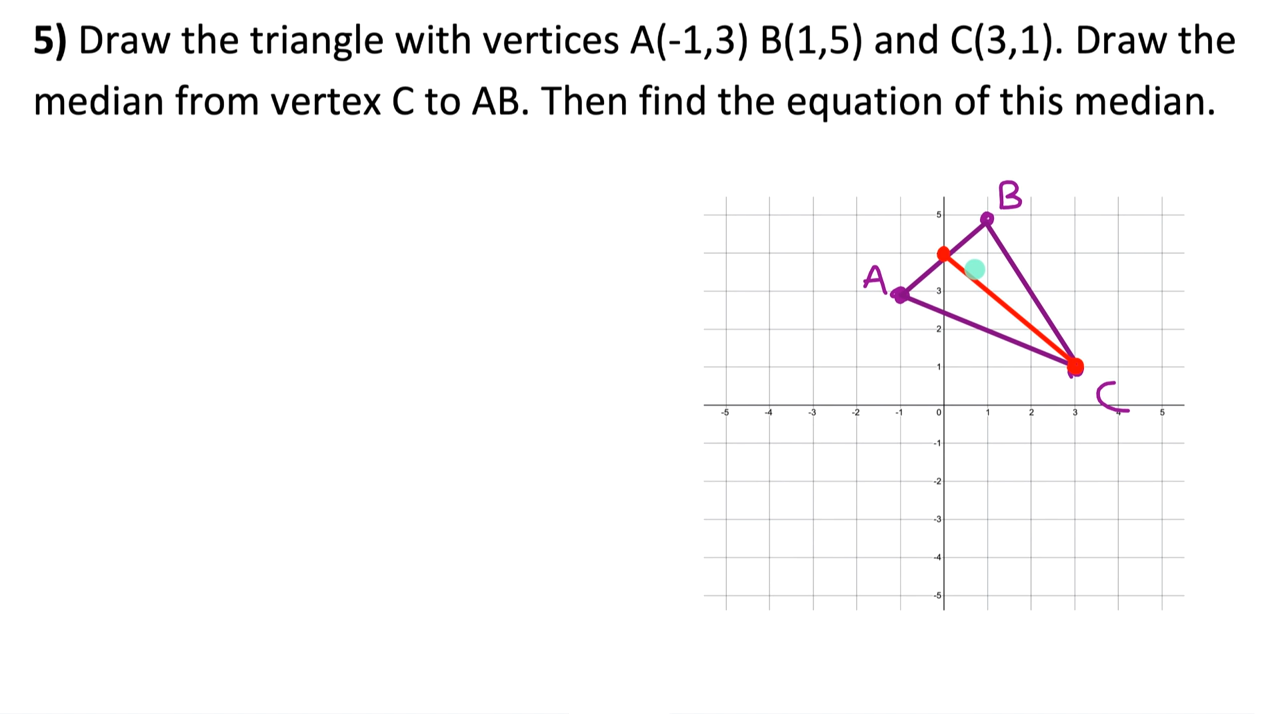 5) Draw the triangle with vertices A(-1,3) B(1,5) and C(3,1). Draw the
median from vertex C to AB. Then find the equation of this median.
B
5
A
3
2
1
C
-5 -4 -3 -2 -1 0 1 2 3 4 5
-1
-2
-3
-4
-5